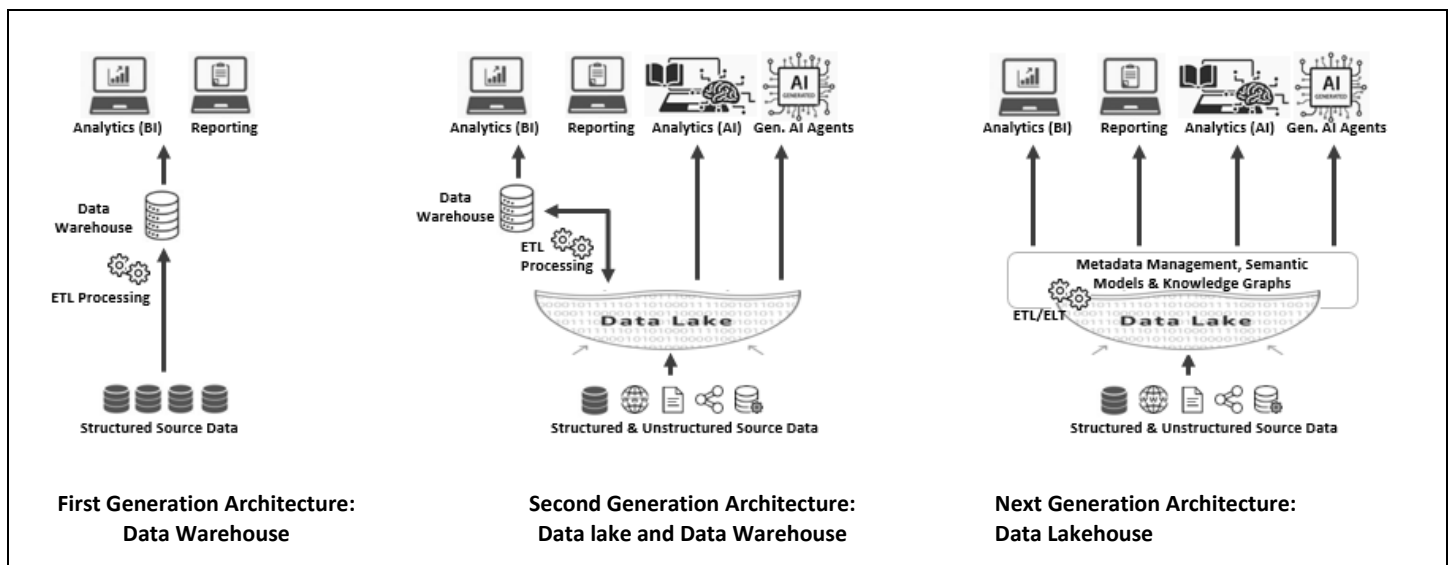 Analytics (BI)
Reporting
Data
Warehouse
ETL Processing
Structured Source Data
First Generation Architecture:
Data Warehouse
AI
GENERATED
Analytics (BI)
Reporting
Analytics (AI)
Gen. AI Agents
Data
Warehouse
ETL
Processing
Data Lake
Structured & Unstructured Source Data
Second Generation Architecture:
Data lake and Data Warehouse
AI
GENERATED
Analytics (BI)
Reporting
Analytics (AI)
Gen. AI Agents
Metadata Management, Semantic
Models & Knowledge Graphs
ETL/ELT
Data Lake
Structured & Unstructured Source Data
Next Generation Architecture:
Data Lakehouse